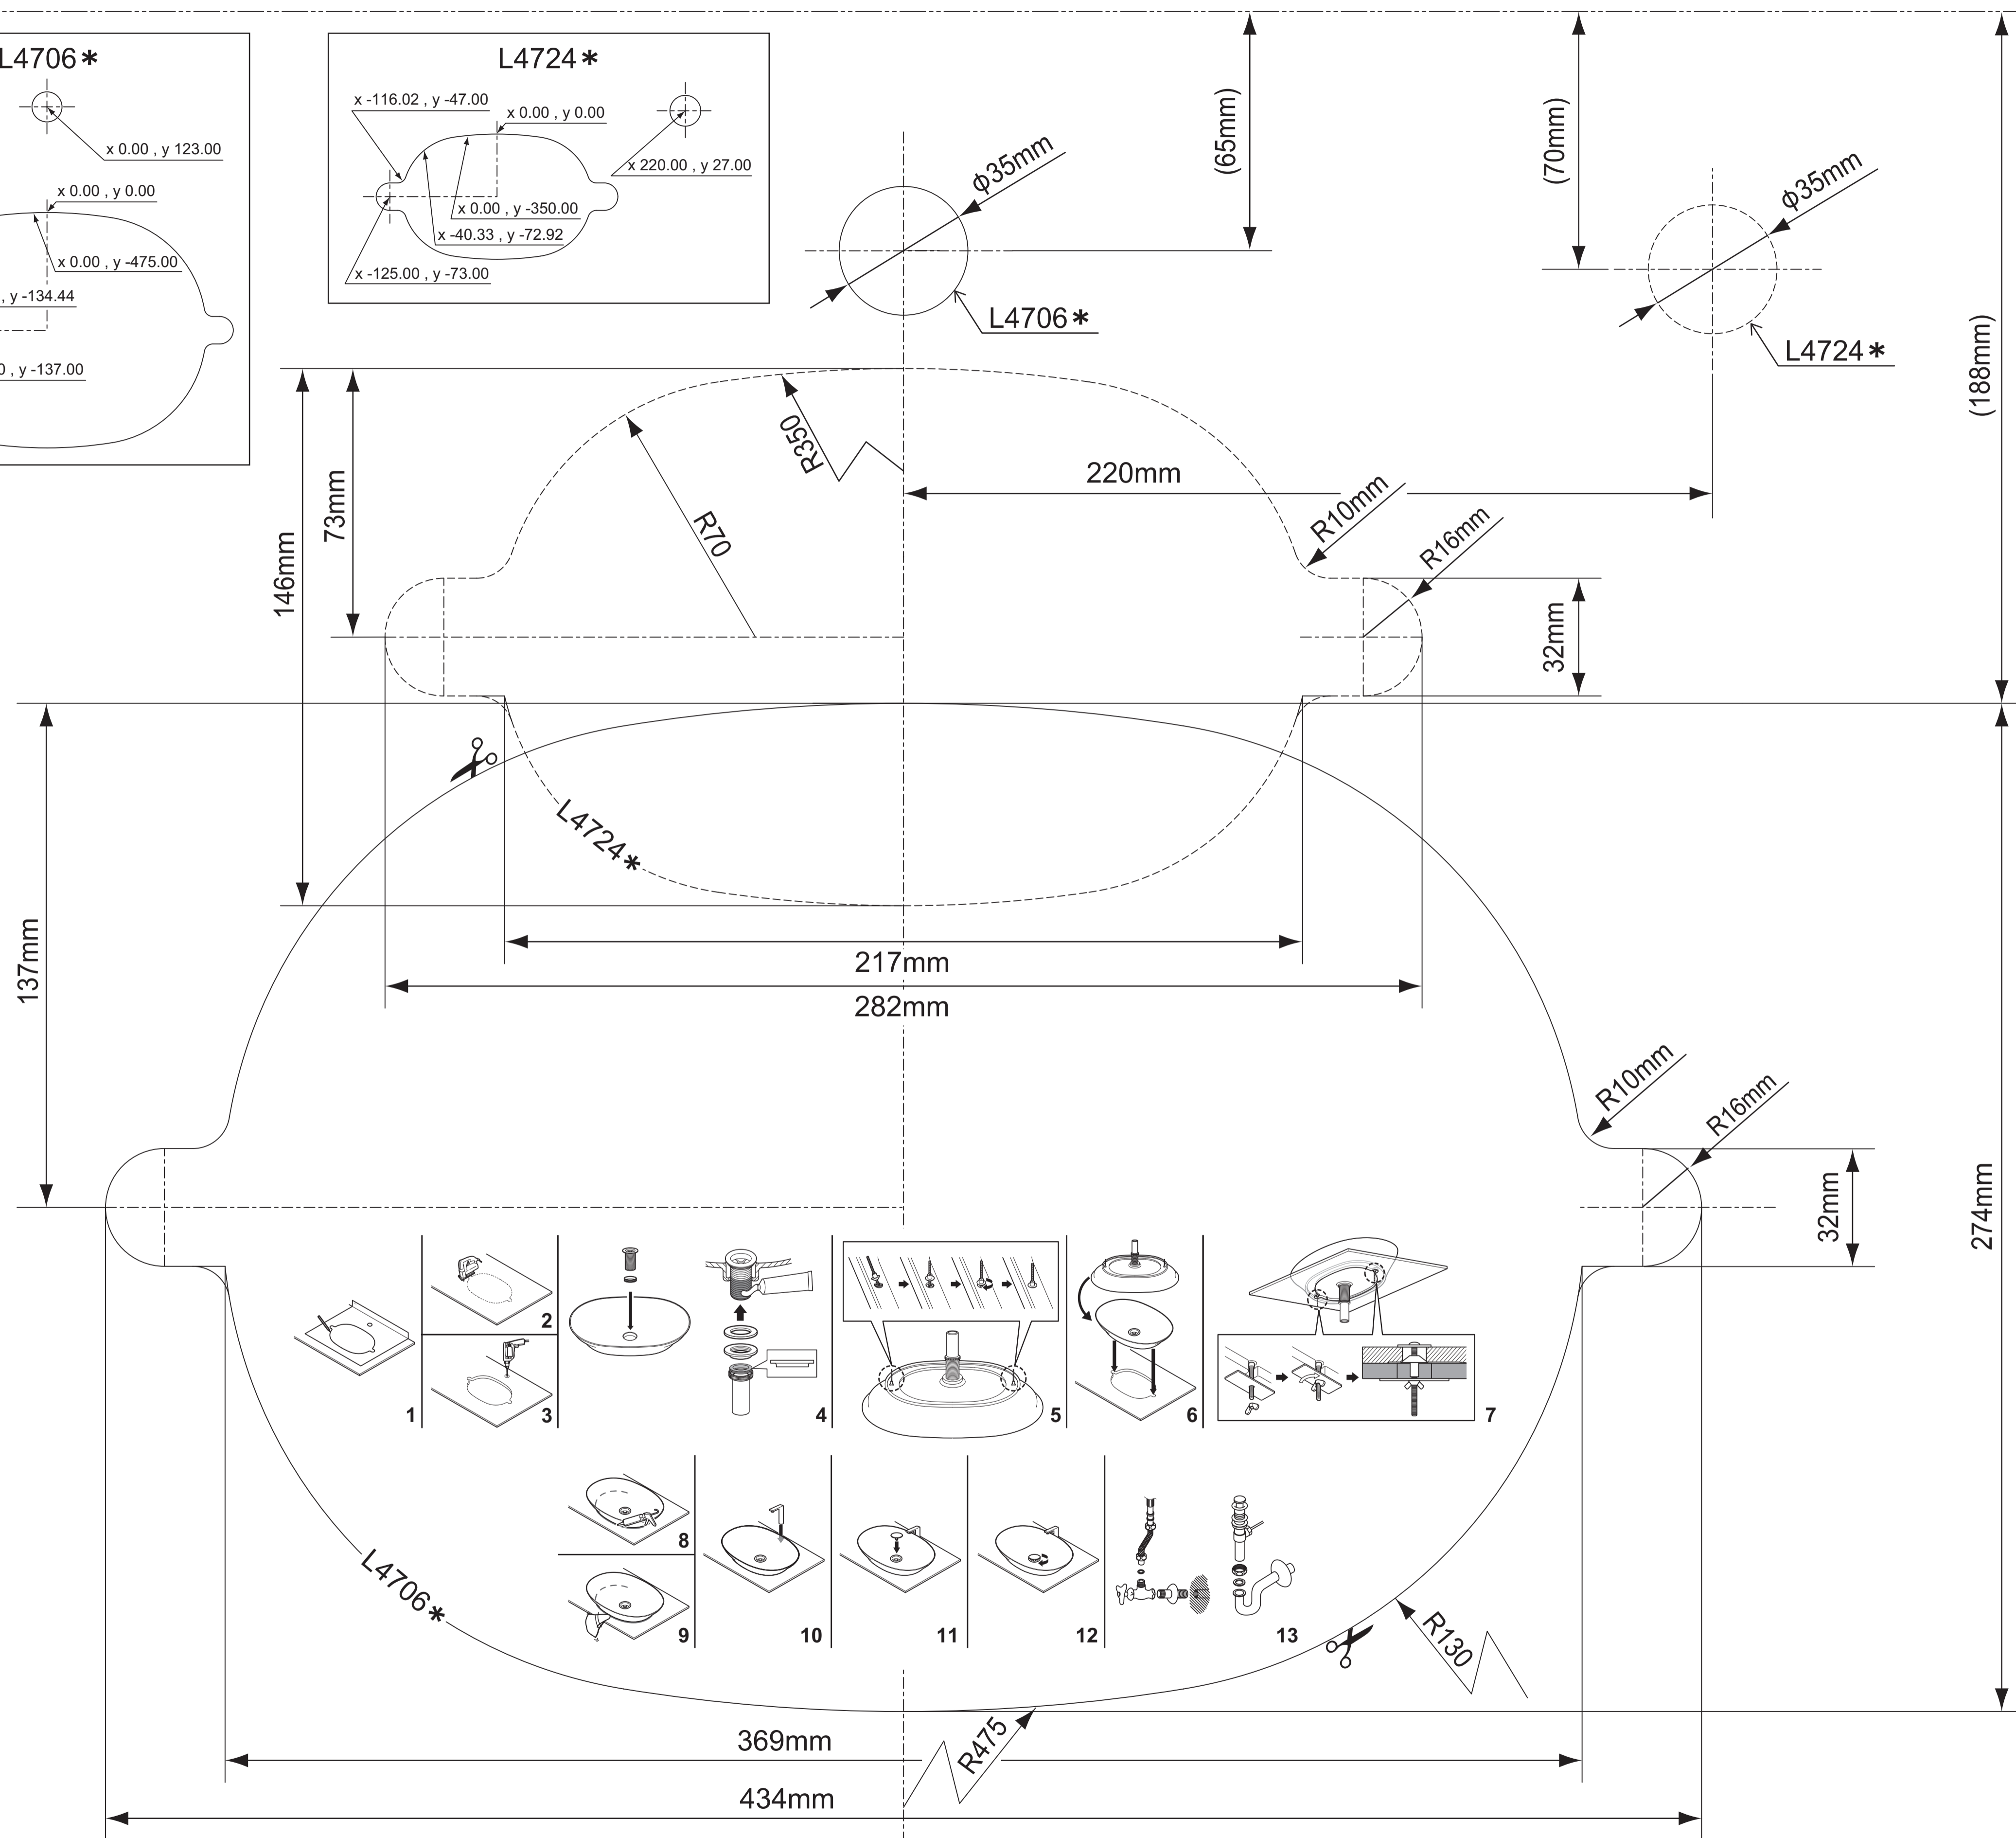 L4706*
x 0.00 , y 123.00
x 0.00 , y 0.00
x 0.00 , y -475.00
, y -134.44
, y -137.00
L4724*
x -116.02 , y -47.00
x 0.00 , y 0.00
x 220.00 , y 27.00
x 0.00 , y -350.00
x -40.33 , y -72.92
x -125.00 , y -73.00
φ35mm
L4706*
(65mm)
(70mm)
φ35mm
L4724*
(188mm)
R350
R70
220mm
R10mm
R16mm
73mm
146mm
32mm
L4724*
217mm
282mm
137mm
R10mm
R16mm
32mm
274mm
1
2
3
4
5
6
7
8
9
10
11
12
13
L4706*
R130
R475
369mm
434mm